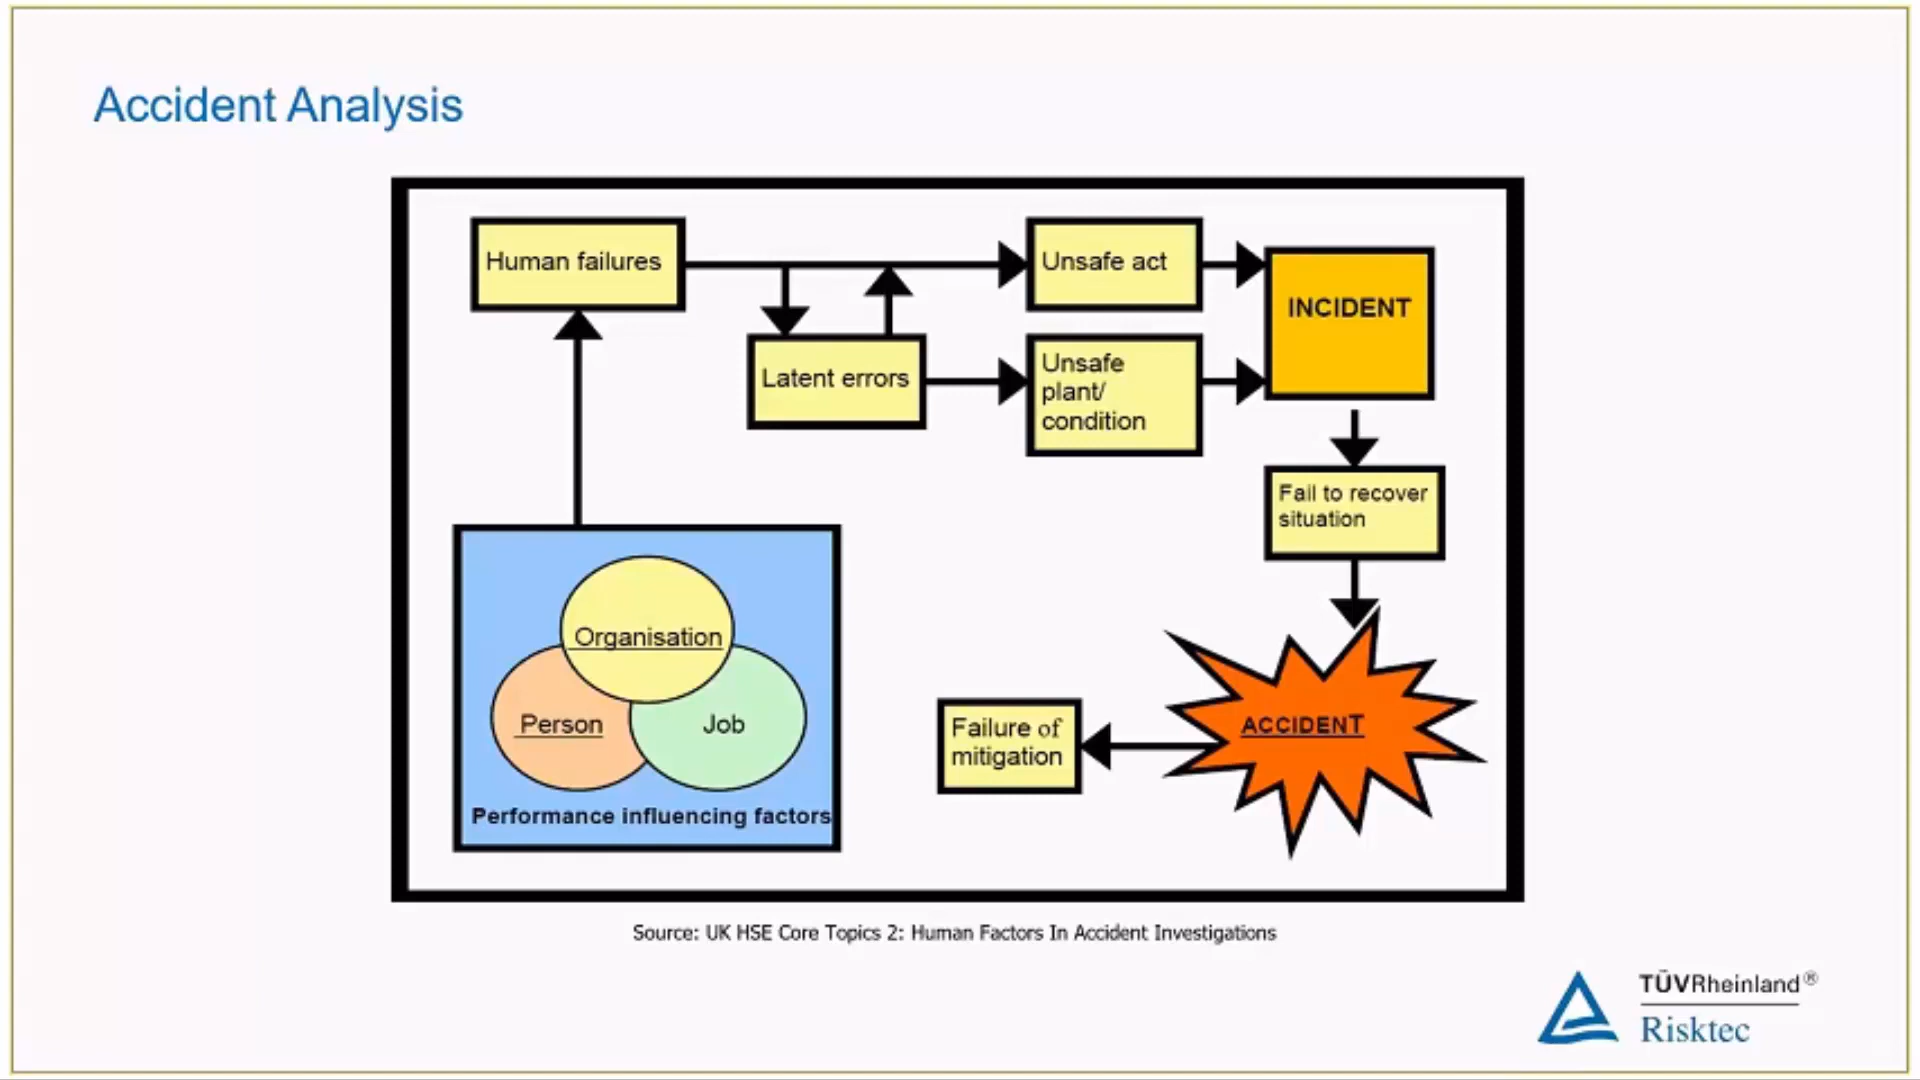 Accident Analysis
Human failures
Unsafe act
INCIDENT
Latent errors
Unsafe
plant/
condition
Fail to recover
situation
Organisation
Person
Job
Performance influencing factors
Failure of
mitigation
ACCIDENT
Source: UK HSE Core Topics 2: Human Factors In Accident Investigations
TÜVRheinland®
Risktec